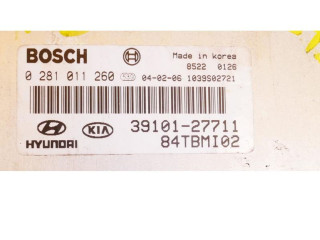 BOSCH
Made in korea
8522 0126
0 281 011 260 04-02-06 1039S02721
HYUNDAI KIA 39101-27711
84TBMI02